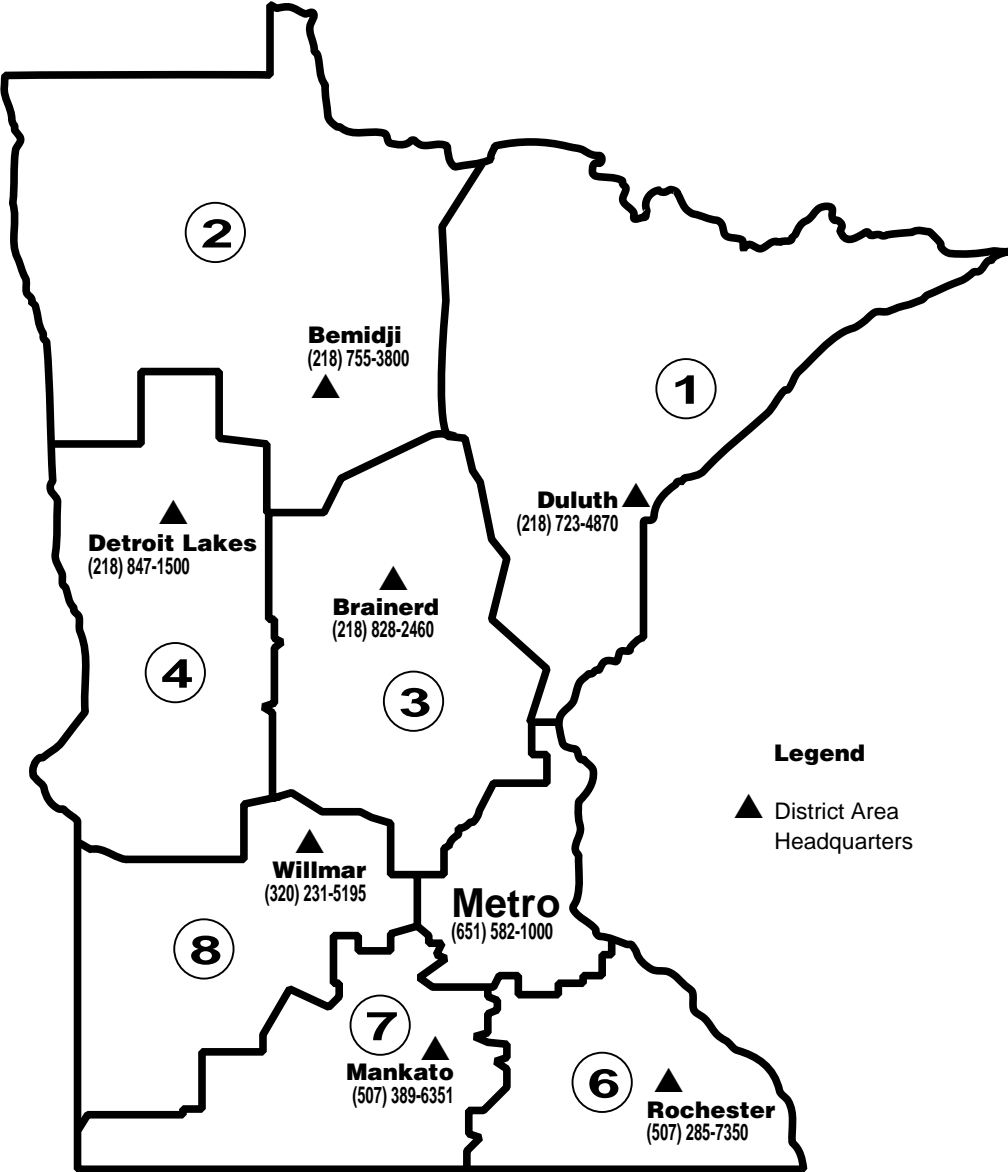 2
Bemidji
(218) 755-3800
1
Duluth
(218) 723-4870
Detroit Lakes
(218) 847-1500
Brainerd
(218) 828-2460
4
3
Legend
District Area
Headquarters
Willmar
(320) 231-5195
Metro
(651) 582-1000
8
7
Mankato
(507) 389-6351
6
Rochester
(507) 285-7350